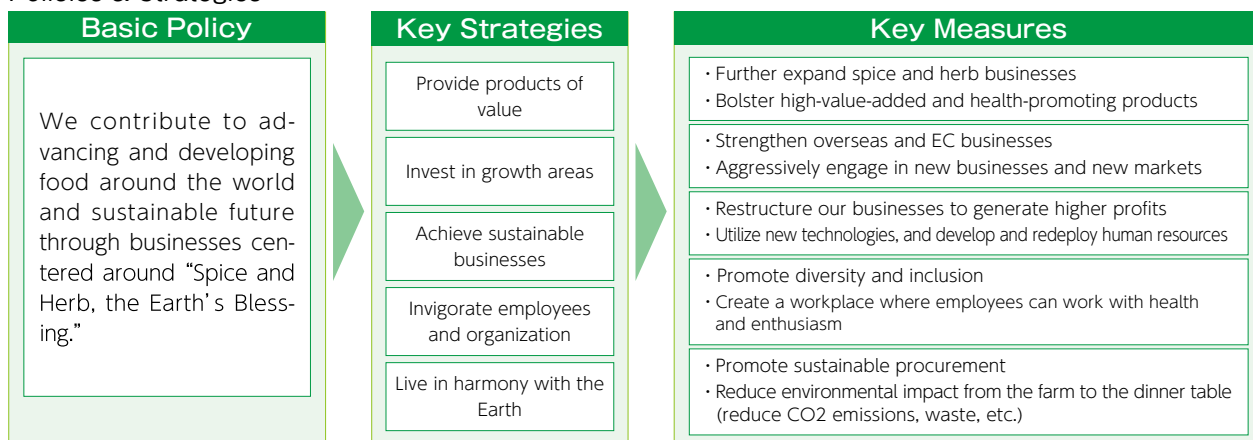 Policies & Strategies
Basic Policy
We contribute to ad-
vancing and developing
food around the world
and sustainable future
through businesses cen-
tered around “Spice and
Herb, the Earth’s Bless-
ing.”
Key Strategies
Provide products of
value
Invest in growth areas
Achieve sustainable
businesses
Invigorate employees
and organization
Live in harmony with the
Earth
Key Measures
・Further expand spice and herb businesses
・Bolster high-value-added and health-promoting products
・Strengthen overseas and EC businesses
・Aggressively engage in new businesses and new markets
・Restructure our businesses to generate higher profits
・Utilize new technologies, and develop and redeploy human resources
・Promote diversity and inclusion
・Create a workplace where employees can work with health
and enthusiasm
・Promote sustainable procurement
・Reduce environmental impact from the farm to the dinner table
(reduce CO2 emissions, waste, etc.)